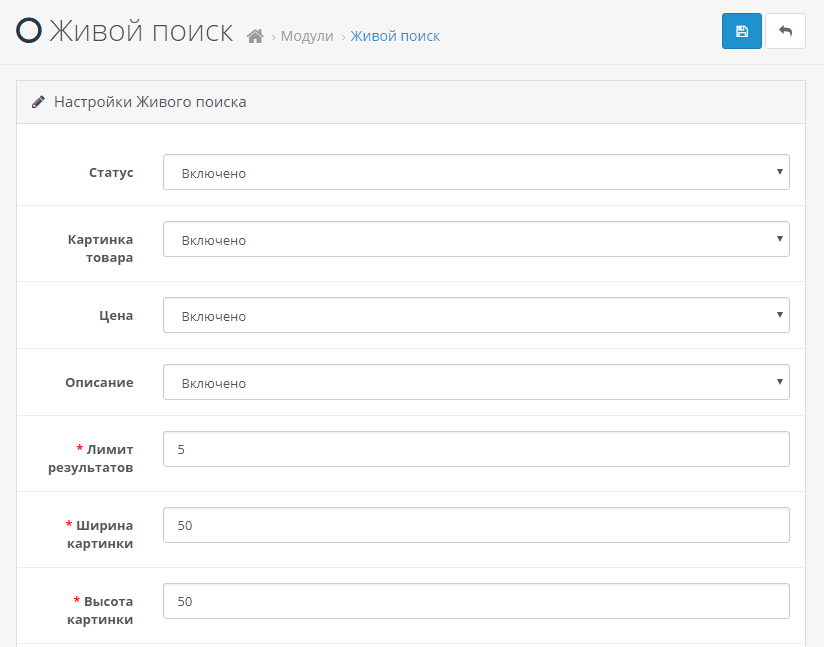 Живой поиск › Модули › Живой поиск
Настройки Живого поиска
Статус Включено
Картинка
товара
Включено
Цена Включено
Описание Включено
* Лимит
результатов
5
* Ширина
картинки
50
* Высота
картинки
50